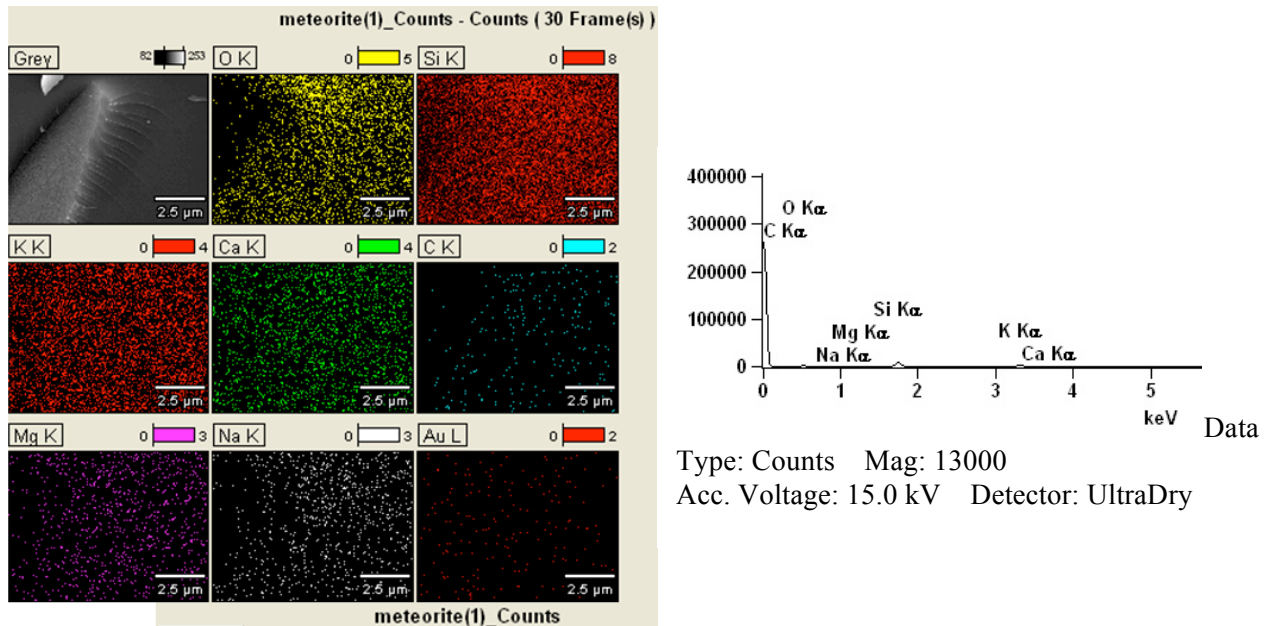 meteorite(1)_Counts - Counts ( 30 Frame(s) )
Grey 82 253 O K 0 5 Si K 0 8
2.5 µm 2.5 µm 2.5 µm
K K 0 4 Ca K 0 4 C K 0 2
2.5 µm 2.5 µm 2.5 µm
Mg K 0 3 Na K 0 3 Au L 0 2
2.5 µm 2.5 µm 2.5 µm
meteorite(1)_Counts
400000
300000
200000
100000
0
O Kα
C Kα
Si Kα
Mg Kα
Na Kα
K Kα
Ca Kα
0 1 2 3 4 5
keV
Data
Type: Counts Mag: 13000
Acc. Voltage: 15.0 kV Detector: UltraDry